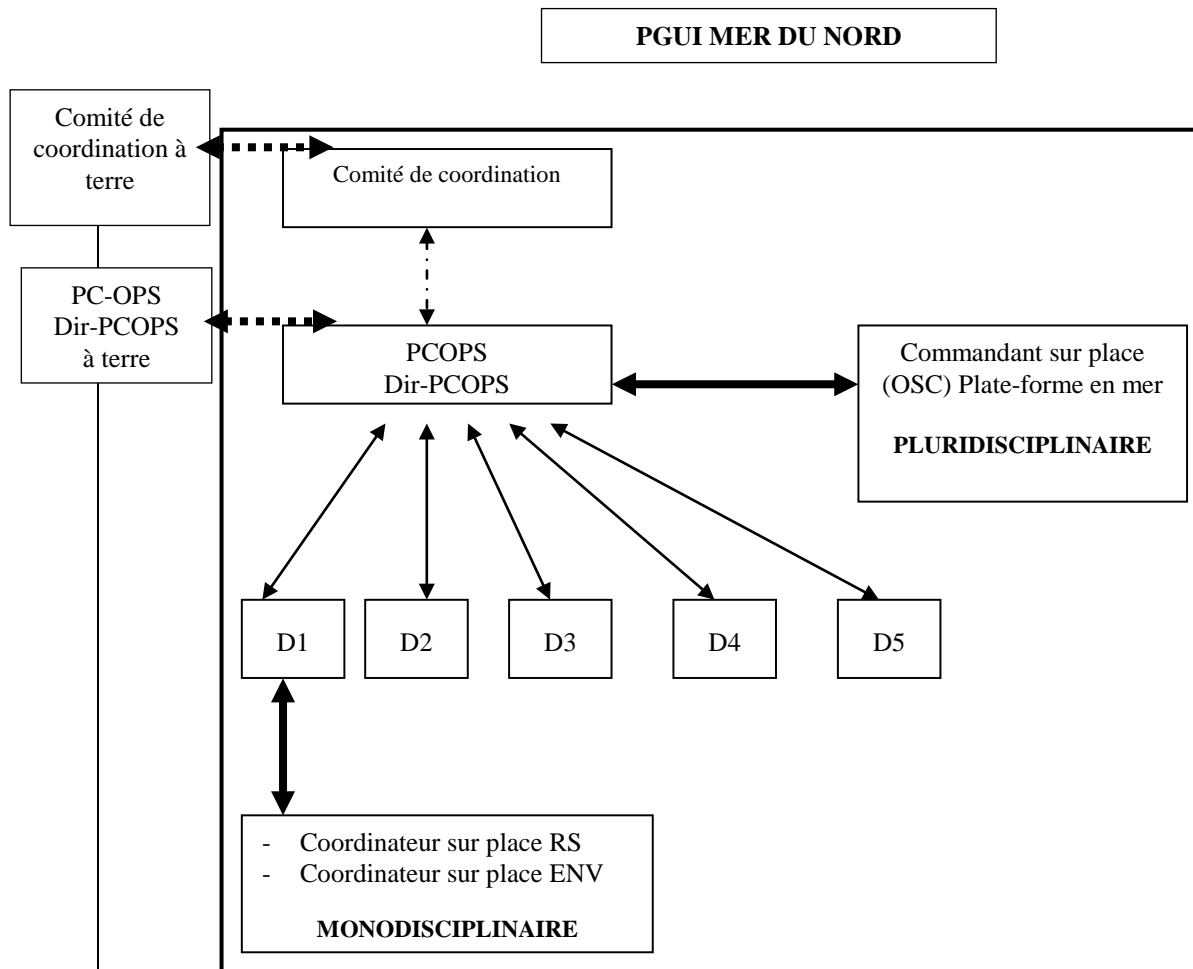 PGUI MER DU NORD
Comité de
coordination à
terre
Comité de coordination
PC-OPS
Dir-PCOPS
à terre
PCOPS
Dir-PCOPS
Commandant sur place
(OSC) Plate-forme en mer
PLURIDISCIPLINAIRE
D1
D2
D3
D4
D5
- Coordinateur sur place RS
- Coordinateur sur place ENV
MONODISCIPLINAIRE